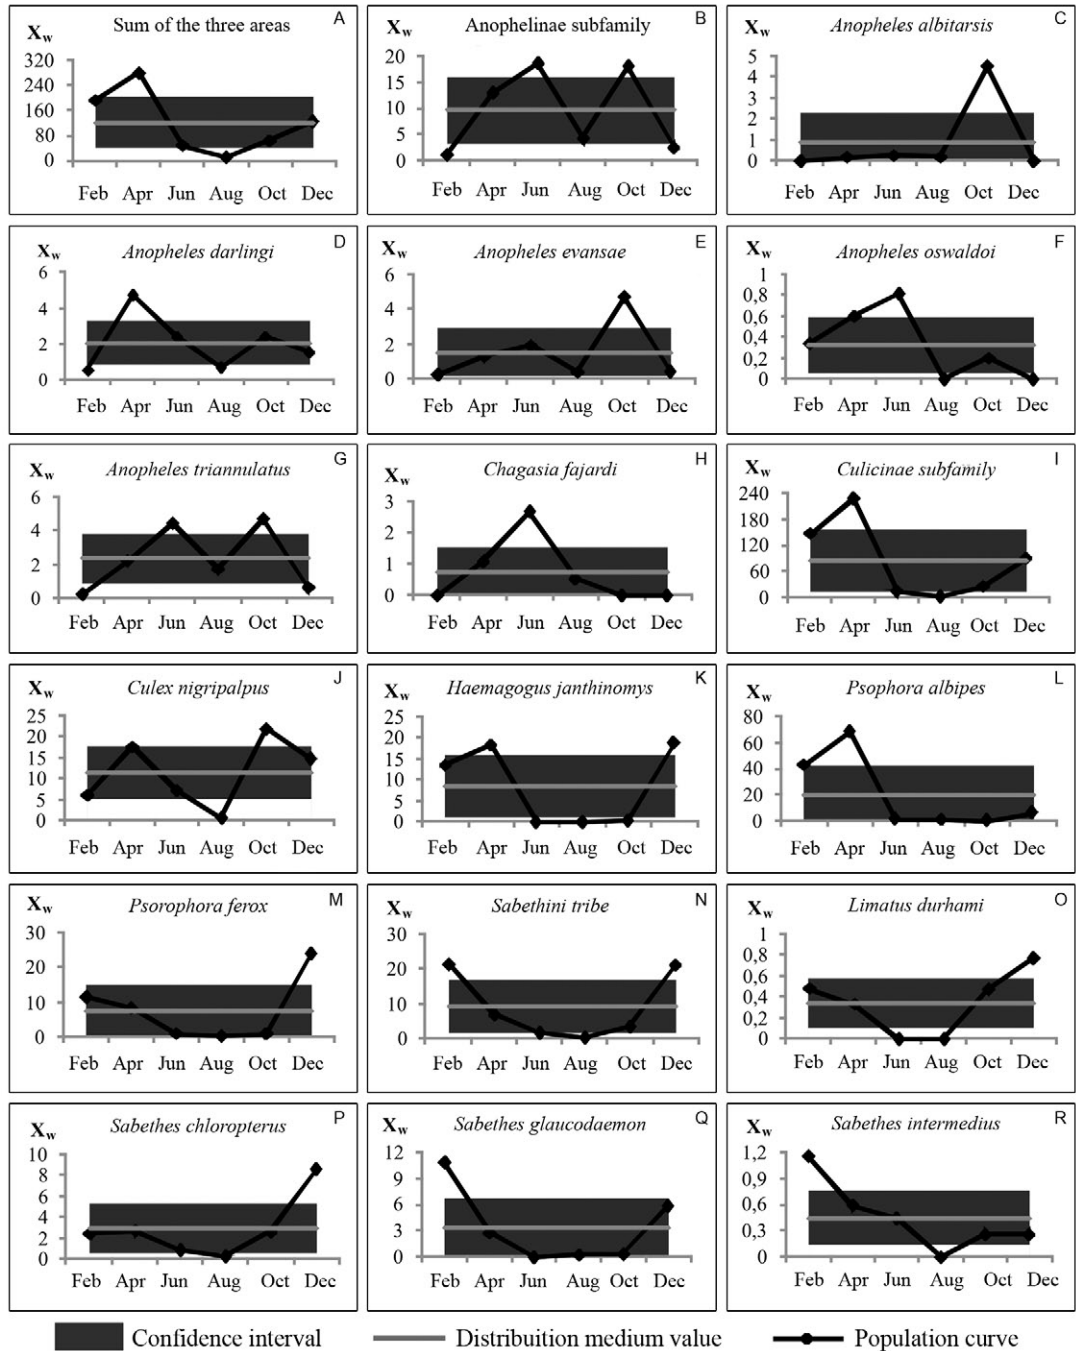 A
Sum of the three areas
Xw
320
240
160
80
0
Feb Apr Jun Aug Oct Dec
B
Anophelinae subfamily
Xw
20
15
10
5
0
Feb Apr Jun Aug Oct Dec
C
Anopheles albitarsis
Xw
5
4
3
2
1
0
Feb Apr Jun Aug Oct Dec
D
Anopheles darlingi
Xw
6
4
2
0
Feb Apr Jun Aug Oct Dec
E
Anopheles evansae
Xw
6
4
2
0
Feb Apr Jun Aug Oct Dec
F
Anopheles oswaldoi
Xw
1
0,8
0,6
0,4
0,2
0
Feb Apr Jun Aug Oct Dec
G
Anopheles triannulatus
Xw
6
4
2
0
Feb Apr Jun Aug Oct Dec
H
Chagasia fajardi
Xw
3
2
1
0
Feb Apr Jun Aug Oct Dec
I
Culicinae subfamily
Xw
240
180
120
60
0
Feb Apr Jun Aug Oct Dec
J
Culex nigripalpus
Xw
25
20
15
10
5
0
Feb Apr Jun Aug Oct Dec
K
Haemagogus janthinomys
Xw
25
20
15
10
5
0
Feb Apr Jun Aug Oct Dec
L
Psophora albipes
Xw
80
60
40
20
0
Feb Apr Jun Aug Oct Dec
M
Psorophora ferox
Xw
30
20
10
0
Feb Apr Jun Aug Oct Dec
N
Sabethini tribe
Xw
30
20
10
0
Feb Apr Jun Aug Oct Dec
O
Limatus durhami
Xw
1
0,8
0,6
0,4
0,2
0
Feb Apr Jun Aug Oct Dec
P
Sabethes chloropterus
Xw
10
8
6
4
2
0
Feb Apr Jun Aug Oct Dec
Q
Sabethes glaucodaemon
Xw
12
9
6
3
0
Feb Apr Jun Aug Oct Dec
R
Sabethes intermedius
Xw
1,2
0,9
0,6
0,3
0
Feb Apr Jun Aug Oct Dec
Confidence interval
Distribuition medium value
Population curve